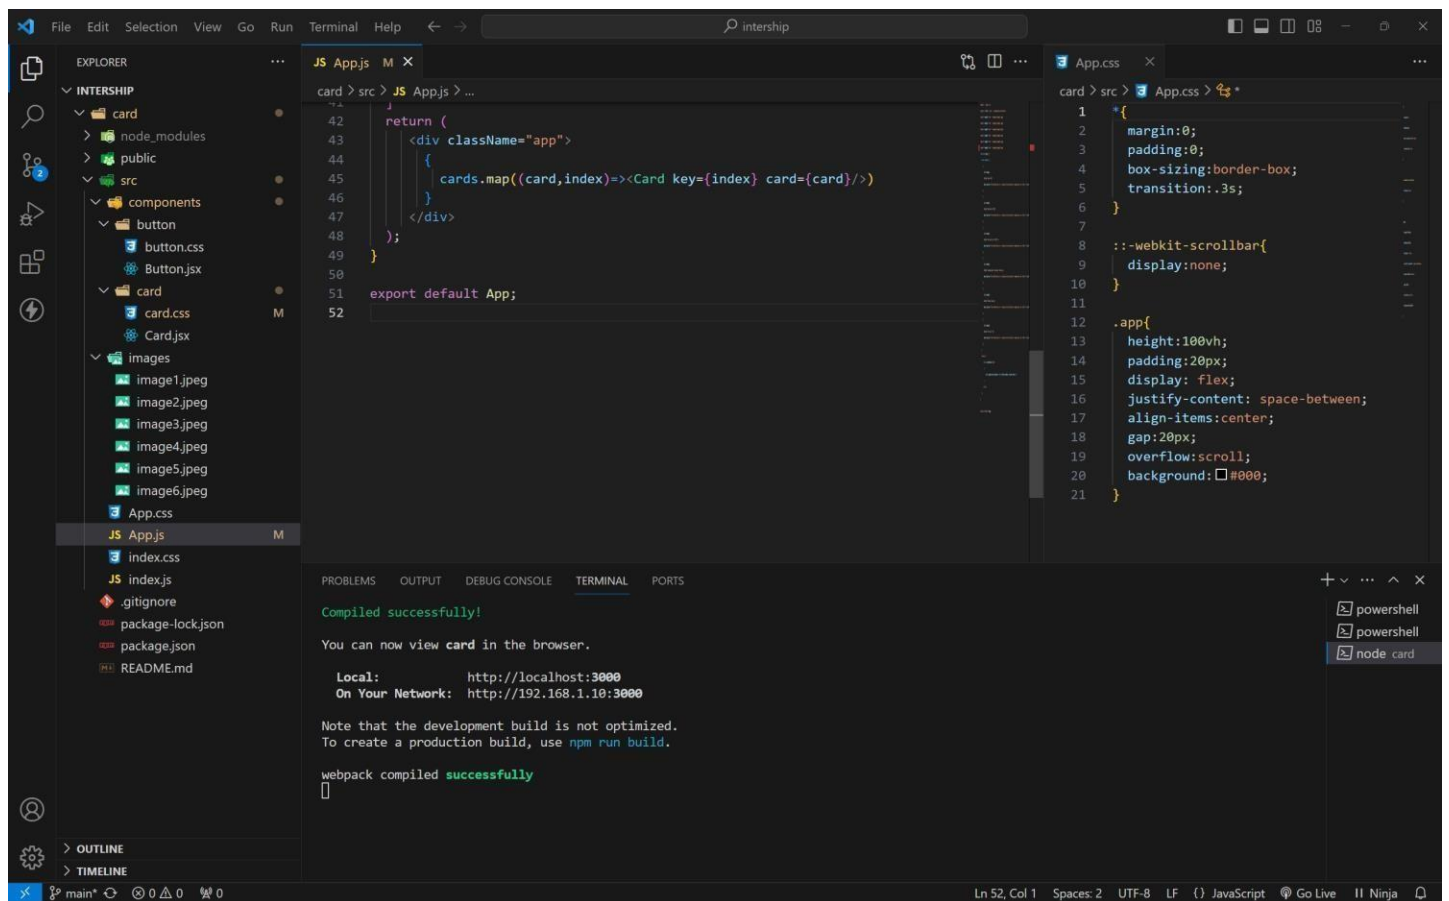 File Edit Selection View Go Run Terminal Help intership
EXPLORER
INTERSHIP
card
node_modules
public
src
components
button
button.css
Button.jsx
card
card.css M
Card.jsx
images
image1.jpeg
image2.jpeg
image3.jpeg
image4.jpeg
image5.jpeg
image6.jpeg
App.css
JS App.js M
index.css
JS index.js
.gitignore
package-lock.json
package.json
README.md
OUTLINE
TIMELINE
JS App.js M
card > src > JS App.js > ...
41 ]
42 return (
43 <div className="app">
44 {
45 cards.map((card,index)=><Card key={index} card={card}/>)
46 }
47 </div>
48 );
49 }
50
51 export default App;
52
App.css
card > src > App.css > *
1 *{
2 margin:0;
3 padding:0;
4 box-sizing:border-box;
5 transition:.3s;
6 }
7
8 ::-webkit-scrollbar{
9 display:none;
10 }
11
12 .app{
13 height:100vh;
14 padding:20px;
15 display: flex;
16 justify-content: space-between;
17 align-items:center;
18 gap:20px;
19 overflow:scroll;
20 background:#000;
21 }
PROBLEMS OUTPUT DEBUG CONSOLE TERMINAL PORTS
Compiled successfully!
You can now view card in the browser.
Local: http://localhost:3000
On Your Network: http://192.168.1.10:3000
Note that the development build is not optimized.
To create a production build, use npm run build.
webpack compiled successfully
powershell
powershell
node card
2
main* 0 0 0 Ln 52, Col 1 Spaces: 2 UTF-8 LF {} JavaScript Go Live Ninja